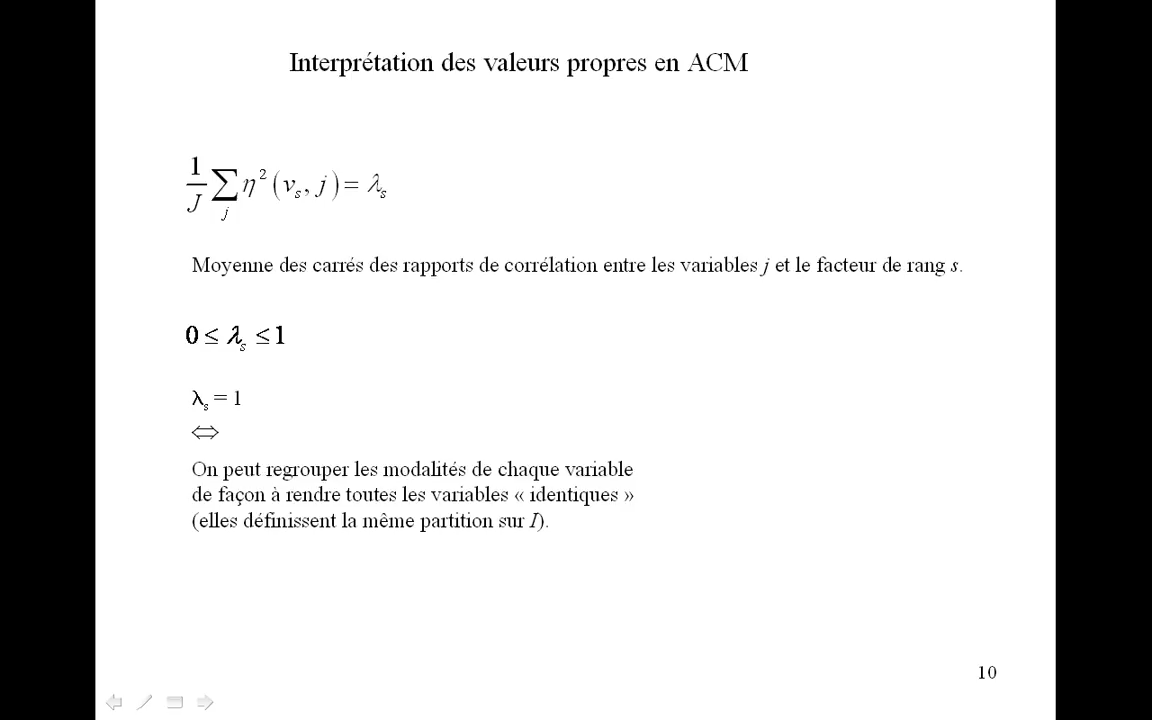 Interprétation des valeurs propres en ACM
1/J ∑_j η²(v_s, j) = λ_s
Moyenne des carrés des rapports de corrélation entre les variables j et le facteur de rang s.
0 ≤ λ_s ≤ 1
λ_s = 1
⇔
On peut regrouper les modalités de chaque variable
de façon à rendre toutes les variables « identiques »
(elles définissent la même partition sur I).
10